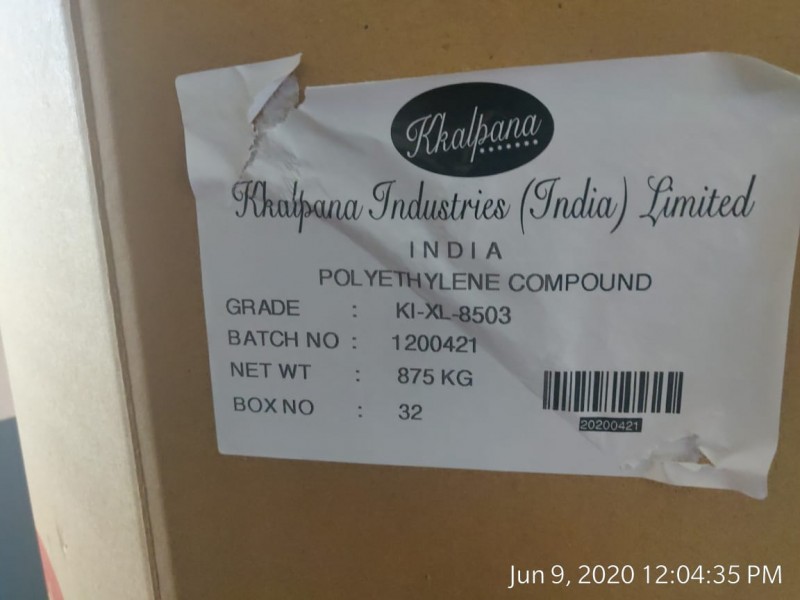 Kkalpana
Kkalpana Industries (India) Limited
INDIA
POLYETHYLENE COMPOUND
GRADE : KI-XL-8503
BATCH NO : 1200421
NET WT : 875 KG
BOX NO : 32
20200421
Jun 9, 2020 12:04:35 PM